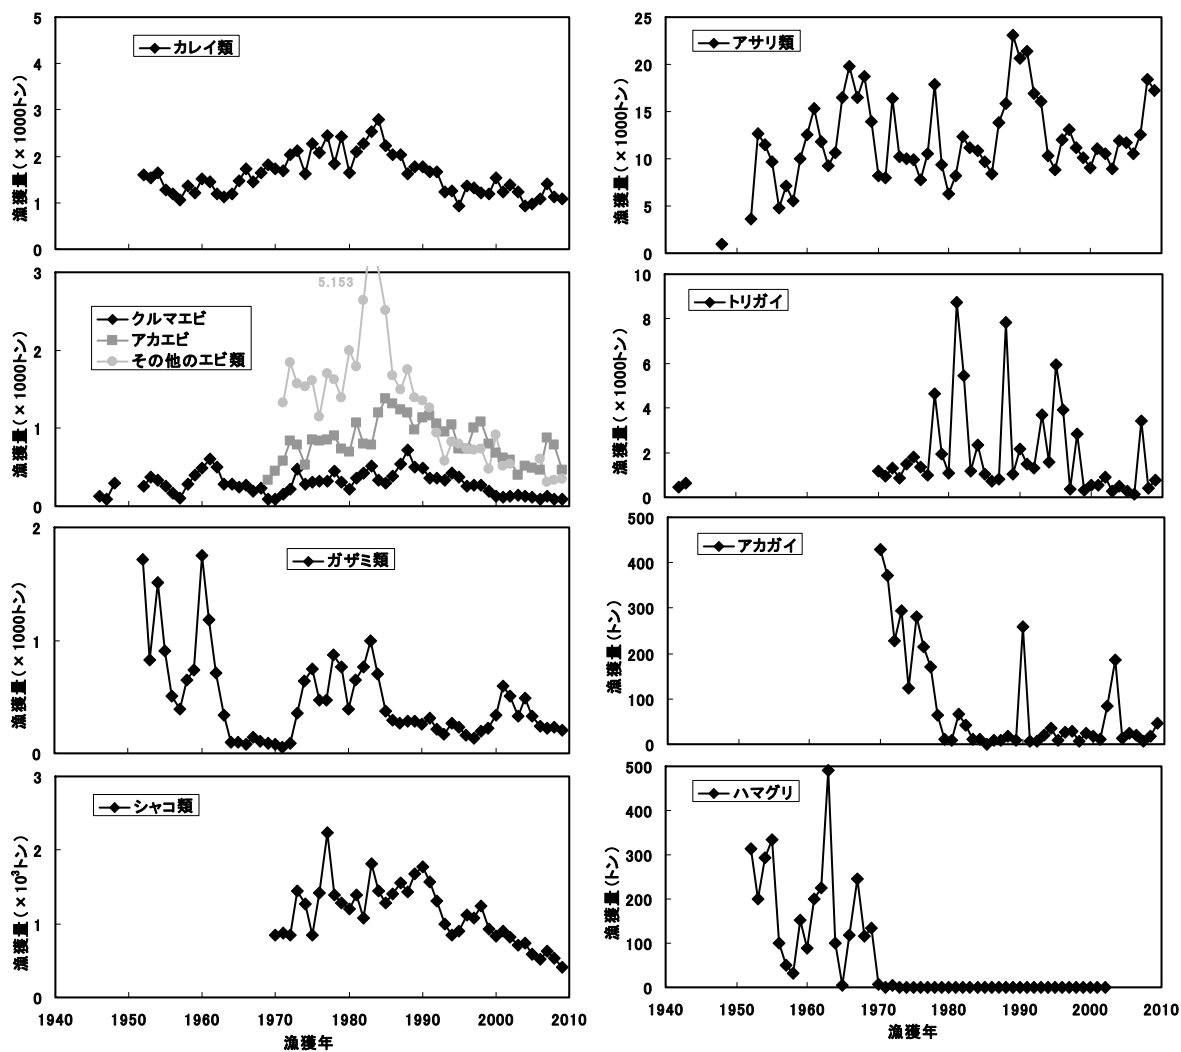 カレイ類
漁獲量(×1000トン)
5
4
3
2
1
0
クルマエビ
アカエビ
その他のエビ類
5.153
漁獲量(×1000トン)
3
2
1
0
ガザミ類
漁獲量(×1000トン)
2
1
0
シャコ類
漁獲量(×10³トン)
3
2
1
0
1940 1950 1960 1970 1980 1990 2000 2010
漁獲年
アサリ類
漁獲量(×1000トン)
25
20
15
10
5
0
トリガイ
漁獲量(×1000トン)
10
8
6
4
2
0
アカガイ
漁獲量(トン)
500
400
300
200
100
0
ハマグリ
漁獲量(トン)
500
400
300
200
100
0
1940 1950 1960 1970 1980 1990 2000 2010
漁獲年